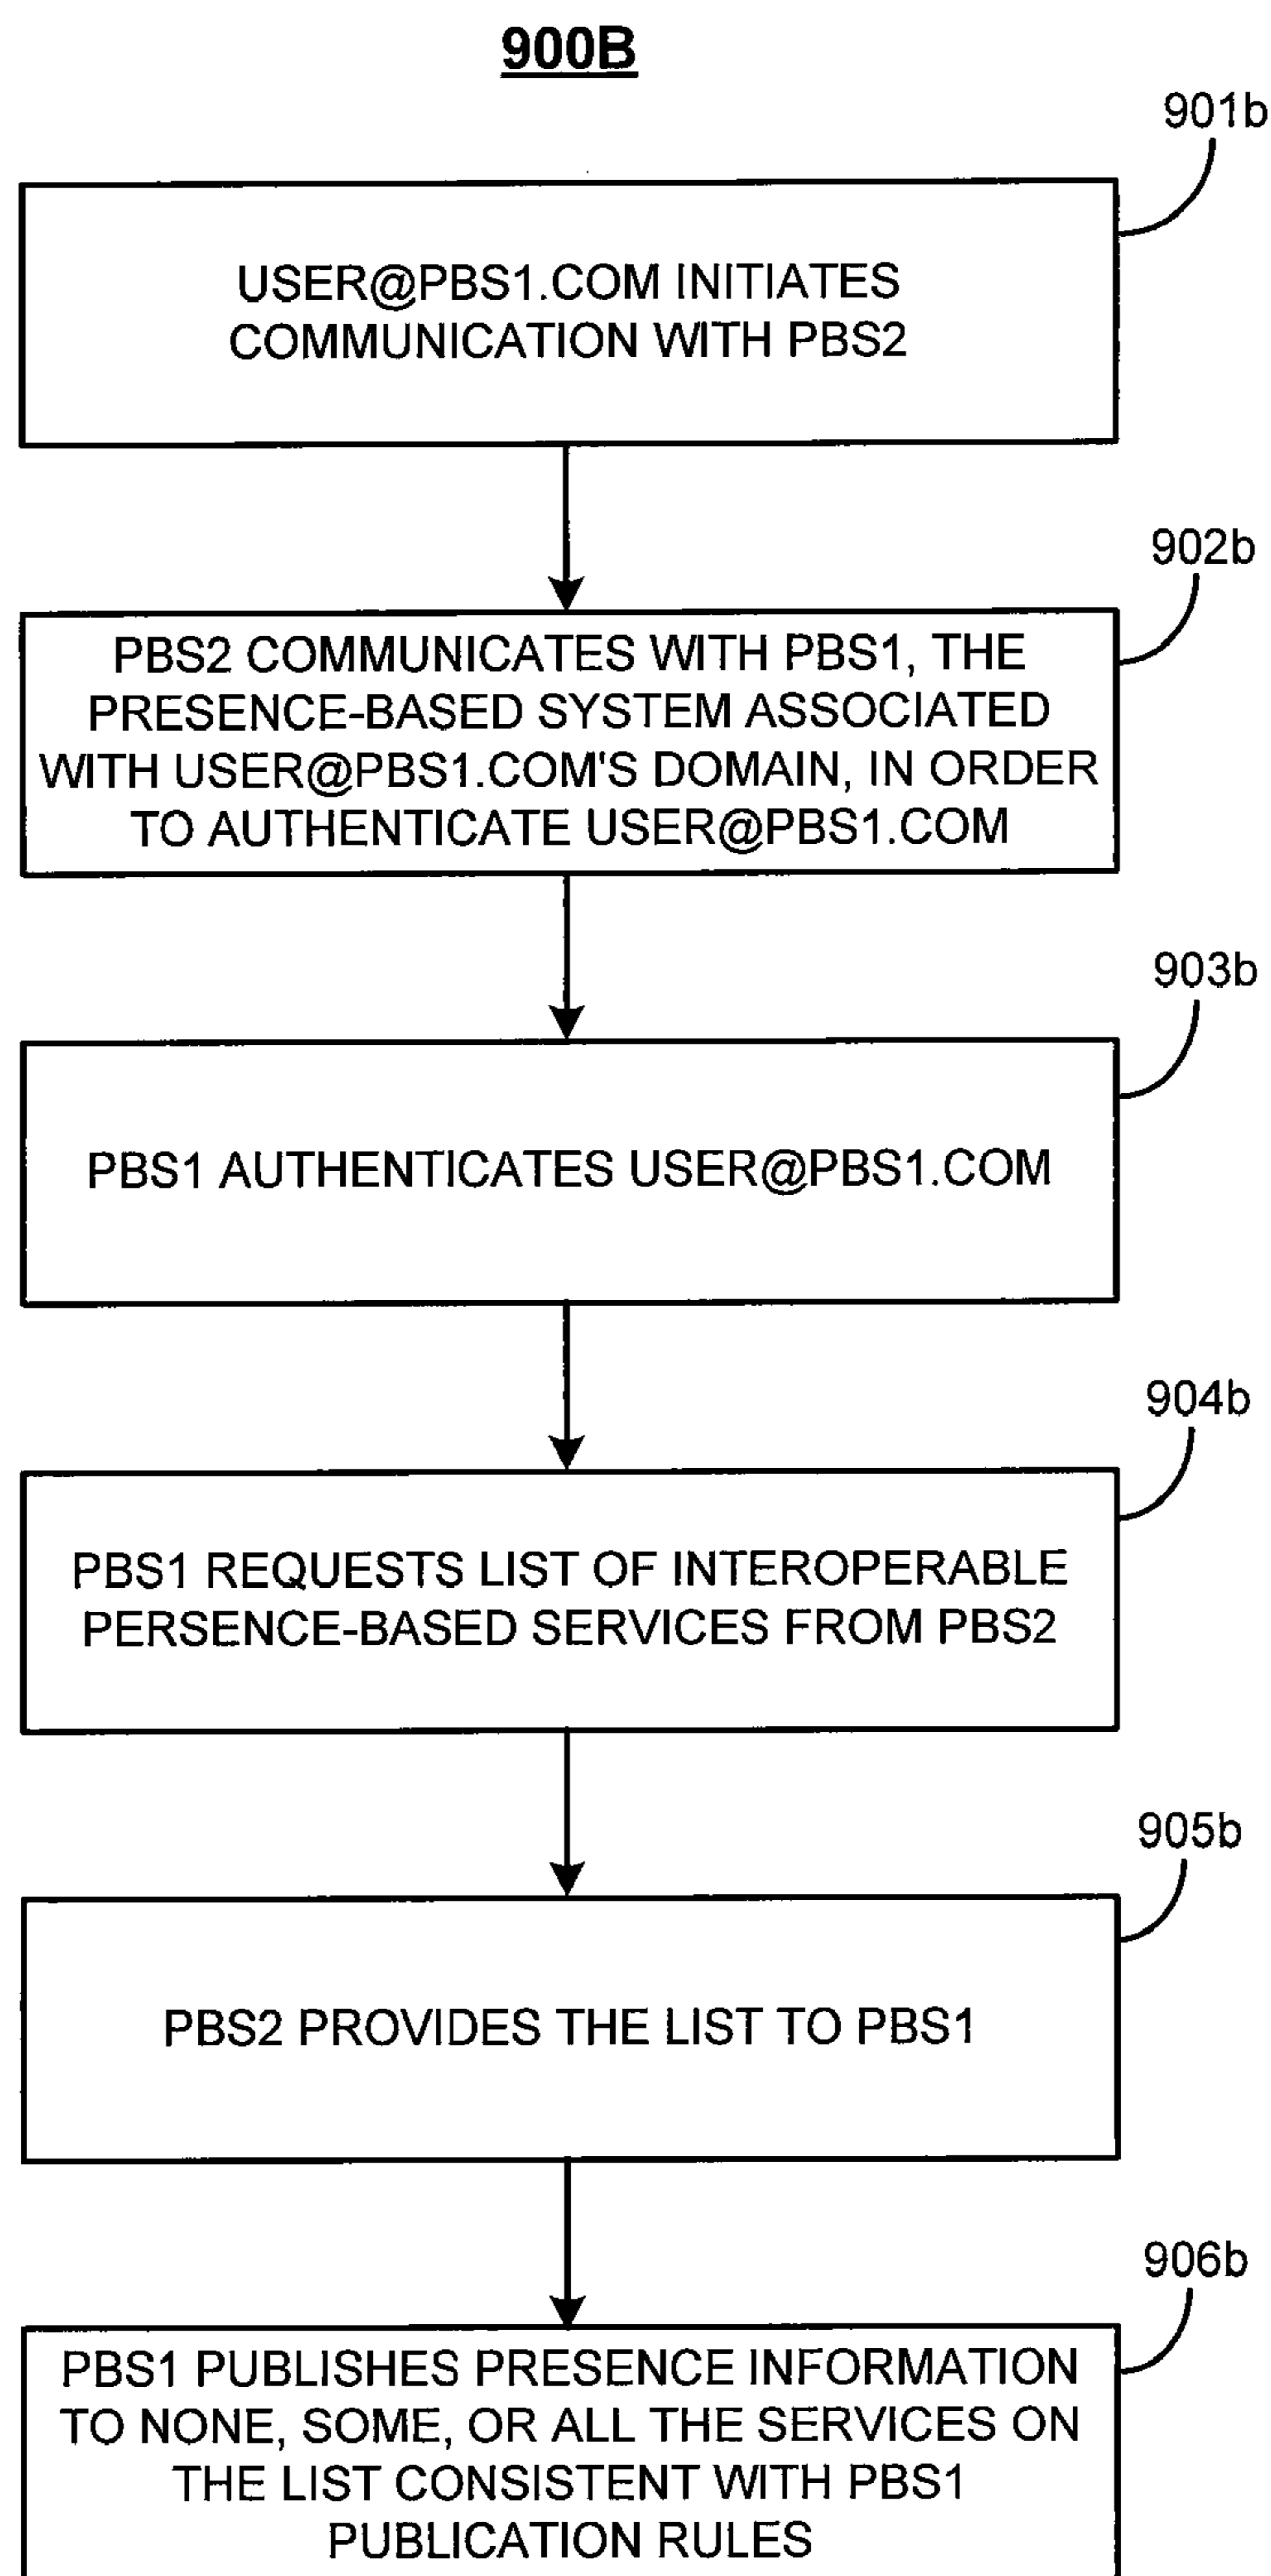 900B
901b
USER@PBS1.COM INITIATES
COMMUNICATION WITH PBS2
902b
PBS2 COMMUNICATES WITH PBS1, THE
PRESENCE-BASED SYSTEM ASSOCIATED
WITH USER@PBS1.COM'S DOMAIN, IN ORDER
TO AUTHENTICATE USER@PBS1.COM
903b
PBS1 AUTHENTICATES USER@PBS1.COM
904b
PBS1 REQUESTS LIST OF INTEROPERABLE
PERSENCE-BASED SERVICES FROM PBS2
905b
PBS2 PROVIDES THE LIST TO PBS1
906b
PBS1 PUBLISHES PRESENCE INFORMATION
TO NONE, SOME, OR ALL THE SERVICES ON
THE LIST CONSISTENT WITH PBS1
PUBLICATION RULES